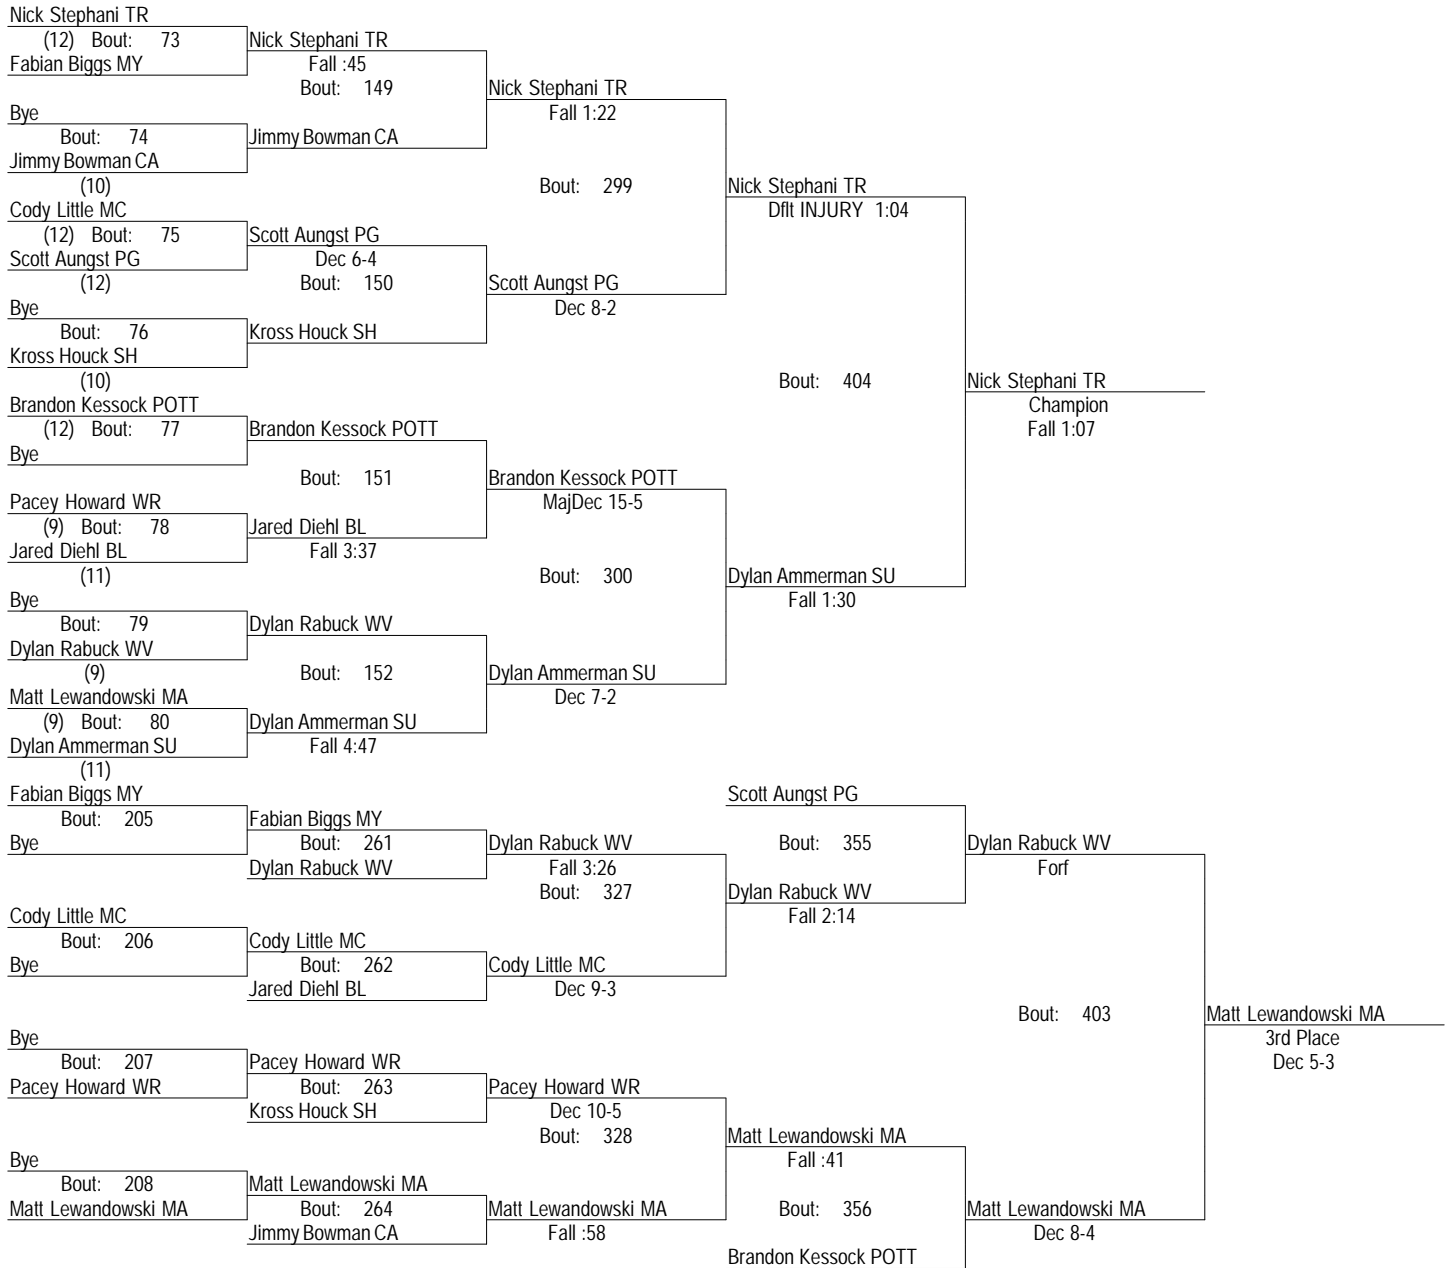 Nick Stephani TR
(12) Bout: 73
Fabian Biggs MY
Nick Stephani TR
Fall :45
Bout: 149
Bye
Bout: 74
Jimmy Bowman CA
(10)
Jimmy Bowman CA
Nick Stephani TR
Fall 1:22
Bout: 299
Cody Little MC
(12) Bout: 75
Scott Aungst PG
(12)
Scott Aungst PG
Dec 6-4
Bout: 150
Bye
Bout: 76
Kross Houck SH
(10)
Kross Houck SH
Scott Aungst PG
Dec 8-2
Nick Stephani TR
Dflt INJURY 1:04
Bout: 404
Nick Stephani TR
Champion
Fall 1:07
Brandon Kessock POTT
(12) Bout: 77
Bye
Brandon Kessock POTT
Bout: 151
Pacey Howard WR
(9) Bout: 78
Jared Diehl BL
(11)
Jared Diehl BL
Fall 3:37
Brandon Kessock POTT
MajDec 15-5
Bout: 300
Bye
Bout: 79
Dylan Rabuck WV
(9)
Dylan Rabuck WV
Bout: 152
Matt Lewandowski MA
(9) Bout: 80
Dylan Ammerman SU
(11)
Dylan Ammerman SU
Fall 4:47
Dylan Ammerman SU
Dec 7-2
Dylan Ammerman SU
Fall 1:30
Fabian Biggs MY
Bout: 205
Bye
Fabian Biggs MY
Bout: 261
Dylan Rabuck WV
Dylan Rabuck WV
Fall 3:26
Bout: 327
Cody Little MC
Bout: 206
Bye
Cody Little MC
Bout: 262
Jared Diehl BL
Cody Little MC
Dec 9-3
Scott Aungst PG
Bout: 355
Dylan Rabuck WV
Fall 2:14
Dylan Rabuck WV
Forf
Bout: 403
Matt Lewandowski MA
3rd Place
Dec 5-3
Bye
Bout: 207
Pacey Howard WR
Pacey Howard WR
Bout: 263
Kross Houck SH
Pacey Howard WR
Dec 10-5
Bout: 328
Bye
Bout: 208
Matt Lewandowski MA
Matt Lewandowski MA
Bout: 264
Jimmy Bowman CA
Matt Lewandowski MA
Fall :58
Matt Lewandowski MA
Fall :41
Bout: 356
Brandon Kessock POTT
Matt Lewandowski MA
Dec 8-4